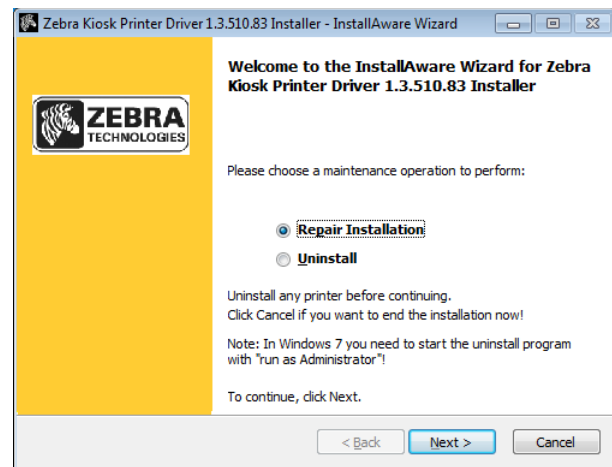 Zebra Kiosk Printer Driver 1.3.510.83 Installer - InstallAware Wizard
Welcome to the InstallAware Wizard for Zebra
Kiosk Printer Driver 1.3.510.83 Installer
ZEBRA
TECHNOLOGIES
Please choose a maintenance operation to perform:
Repair Installation
Uninstall
Uninstall any printer before continuing.
Click Cancel if you want to end the installation now!
Note: In Windows 7 you need to start the uninstall program
with "run as Administrator"!
To continue, click Next.
< Back Next > Cancel